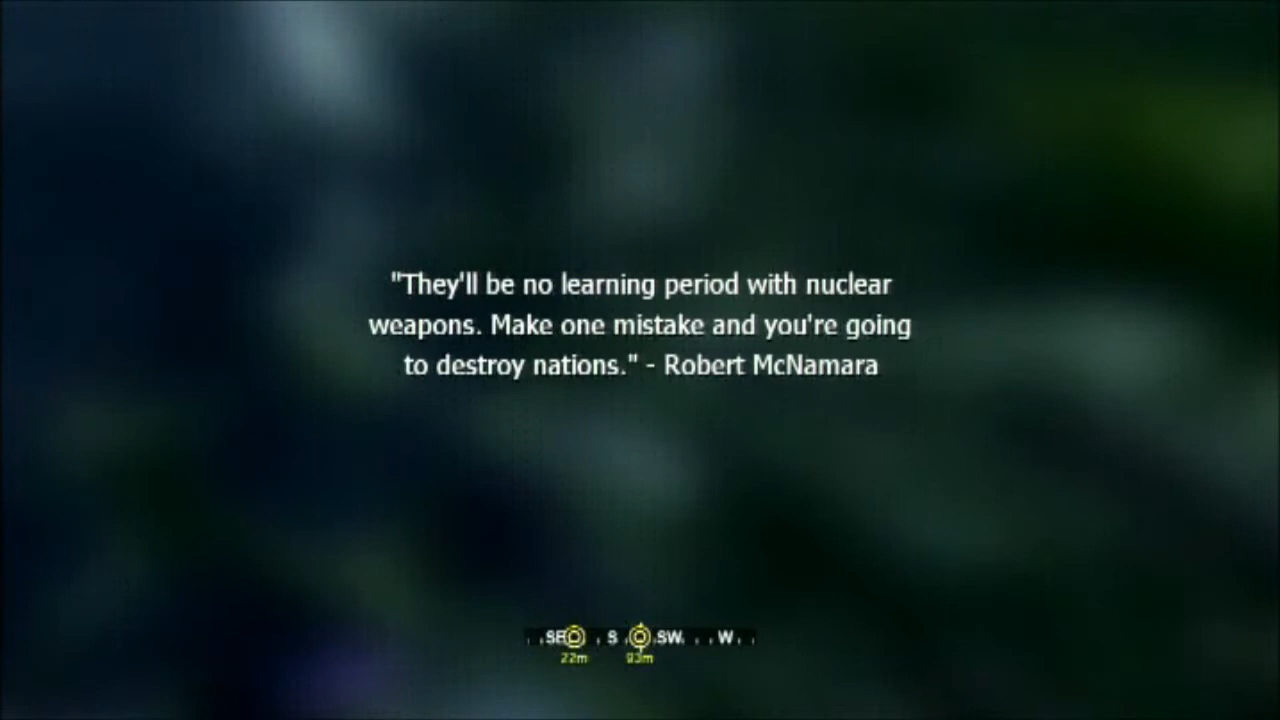 "They'll be no learning period with nuclear
weapons. Make one mistake and you're going
to destroy nations." - Robert McNamara
SE S SW W
22m 93m